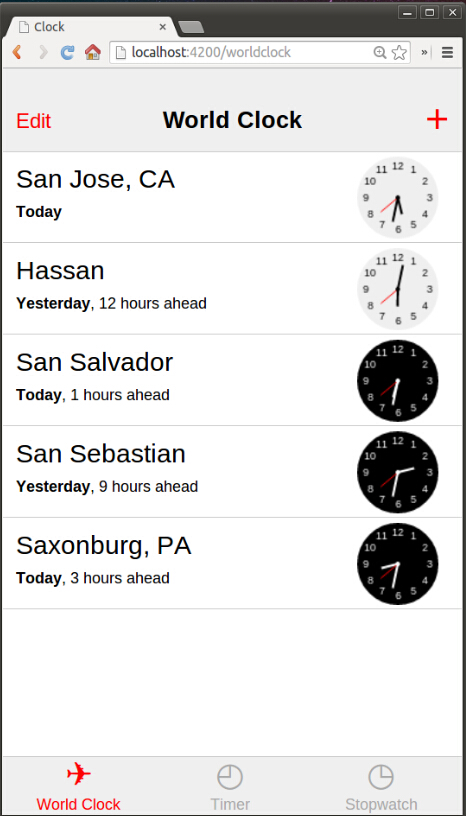 Clock
localhost:4200/worldclock
Edit World Clock +
San Jose, CA
Today
12 1 2 3 4 5 6 7 8 9 10 11
Hassan
Yesterday, 12 hours ahead
12 1 2 3 4 5 6 7 8 9 10 11
San Salvador
Today, 1 hours ahead
12 1 2 3 4 5 6 7 8 9 10 11
San Sebastian
Yesterday, 9 hours ahead
12 1 2 3 4 5 6 7 8 9 10 11
Saxonburg, PA
Today, 3 hours ahead
12 1 2 3 4 5 6 7 8 9 10 11
World Clock Timer Stopwatch